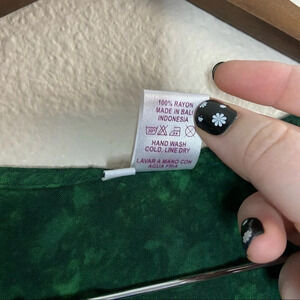 100% RAYON
MADE IN BALI
INDONESIA
HAND WASH
COLD, LINE DRY
LAVAR A MANO CON
AGUA FRIA